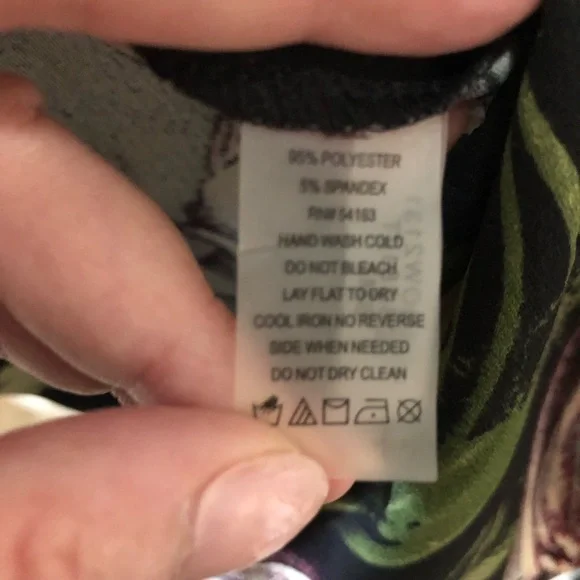 95% POLYESTER
5% SPANDEX
RN# 54163
HAND WASH COLD
DO NOT BLEACH
LAY FLAT TO DRY
COOL IRON NO REVERSE
SIDE WHEN NEEDED
DO NOT DRY CLEAN